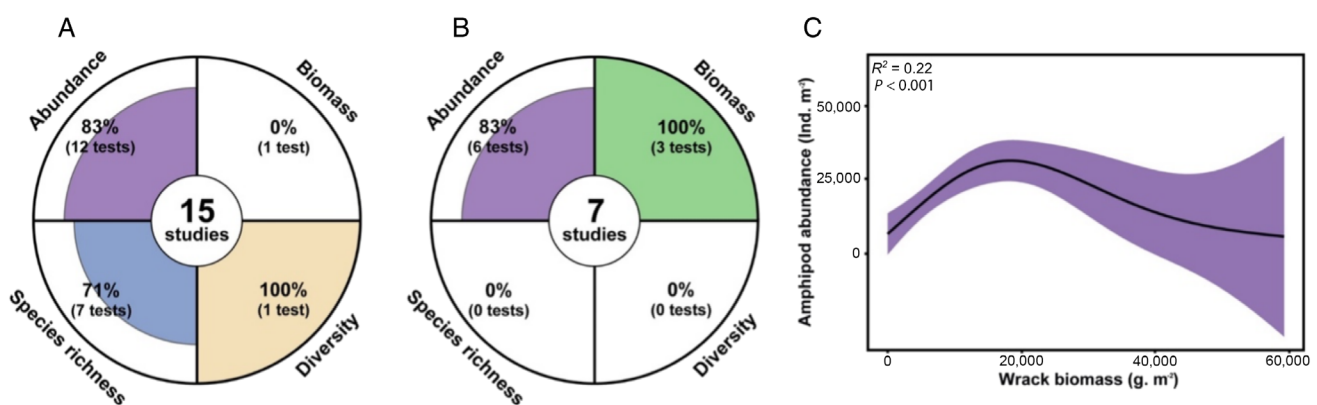 A
Abundance
Biomass
83%
(12 tests)
0%
(1 test)
15
studies
71%
(7 tests)
100%
(1 test)
Species richness
Diversity
B
Abundance
Biomass
83%
(6 tests)
100%
(3 tests)
7
studies
0%
(0 tests)
0%
(0 tests)
Species richness
Diversity
C
R² = 0.22
P < 0.001
Amphipod abundance (Ind. m⁻²)
50,000
25,000
0
0
20,000
40,000
60,000
Wrack biomass (g. m⁻²)